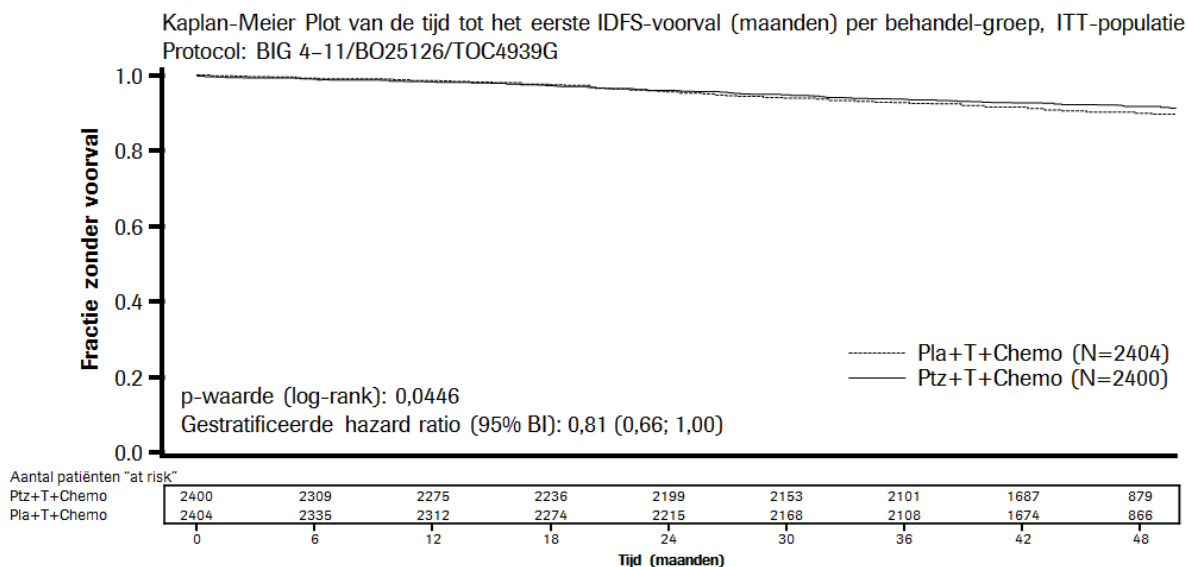 Kaplan-Meier Plot van de tijd tot het eerste IDFS-voorval (maanden) per behandel-groep, ITT-populatie
Protocol: BIG 4-11/BO25126/TOC4939G
1.0
0.8
0.6
0.4
0.2
0.0
Fractie zonder voorval
Pla+T+Chemo (N=2404)
Ptz+T+Chemo (N=2400)
p-waarde (log-rank): 0,0446
Gestratificeerde hazard ratio (95% BI): 0,81 (0,66; 1,00)
Aantal patiënten "at risk"
Ptz+T+Chemo 2400 2309 2275 2236 2199 2153 2101 1687 879
Pla+T+Chemo 2404 2335 2312 2274 2215 2168 2108 1674 866
0 6 12 18 24 30 36 42 48
Tijd (maanden)